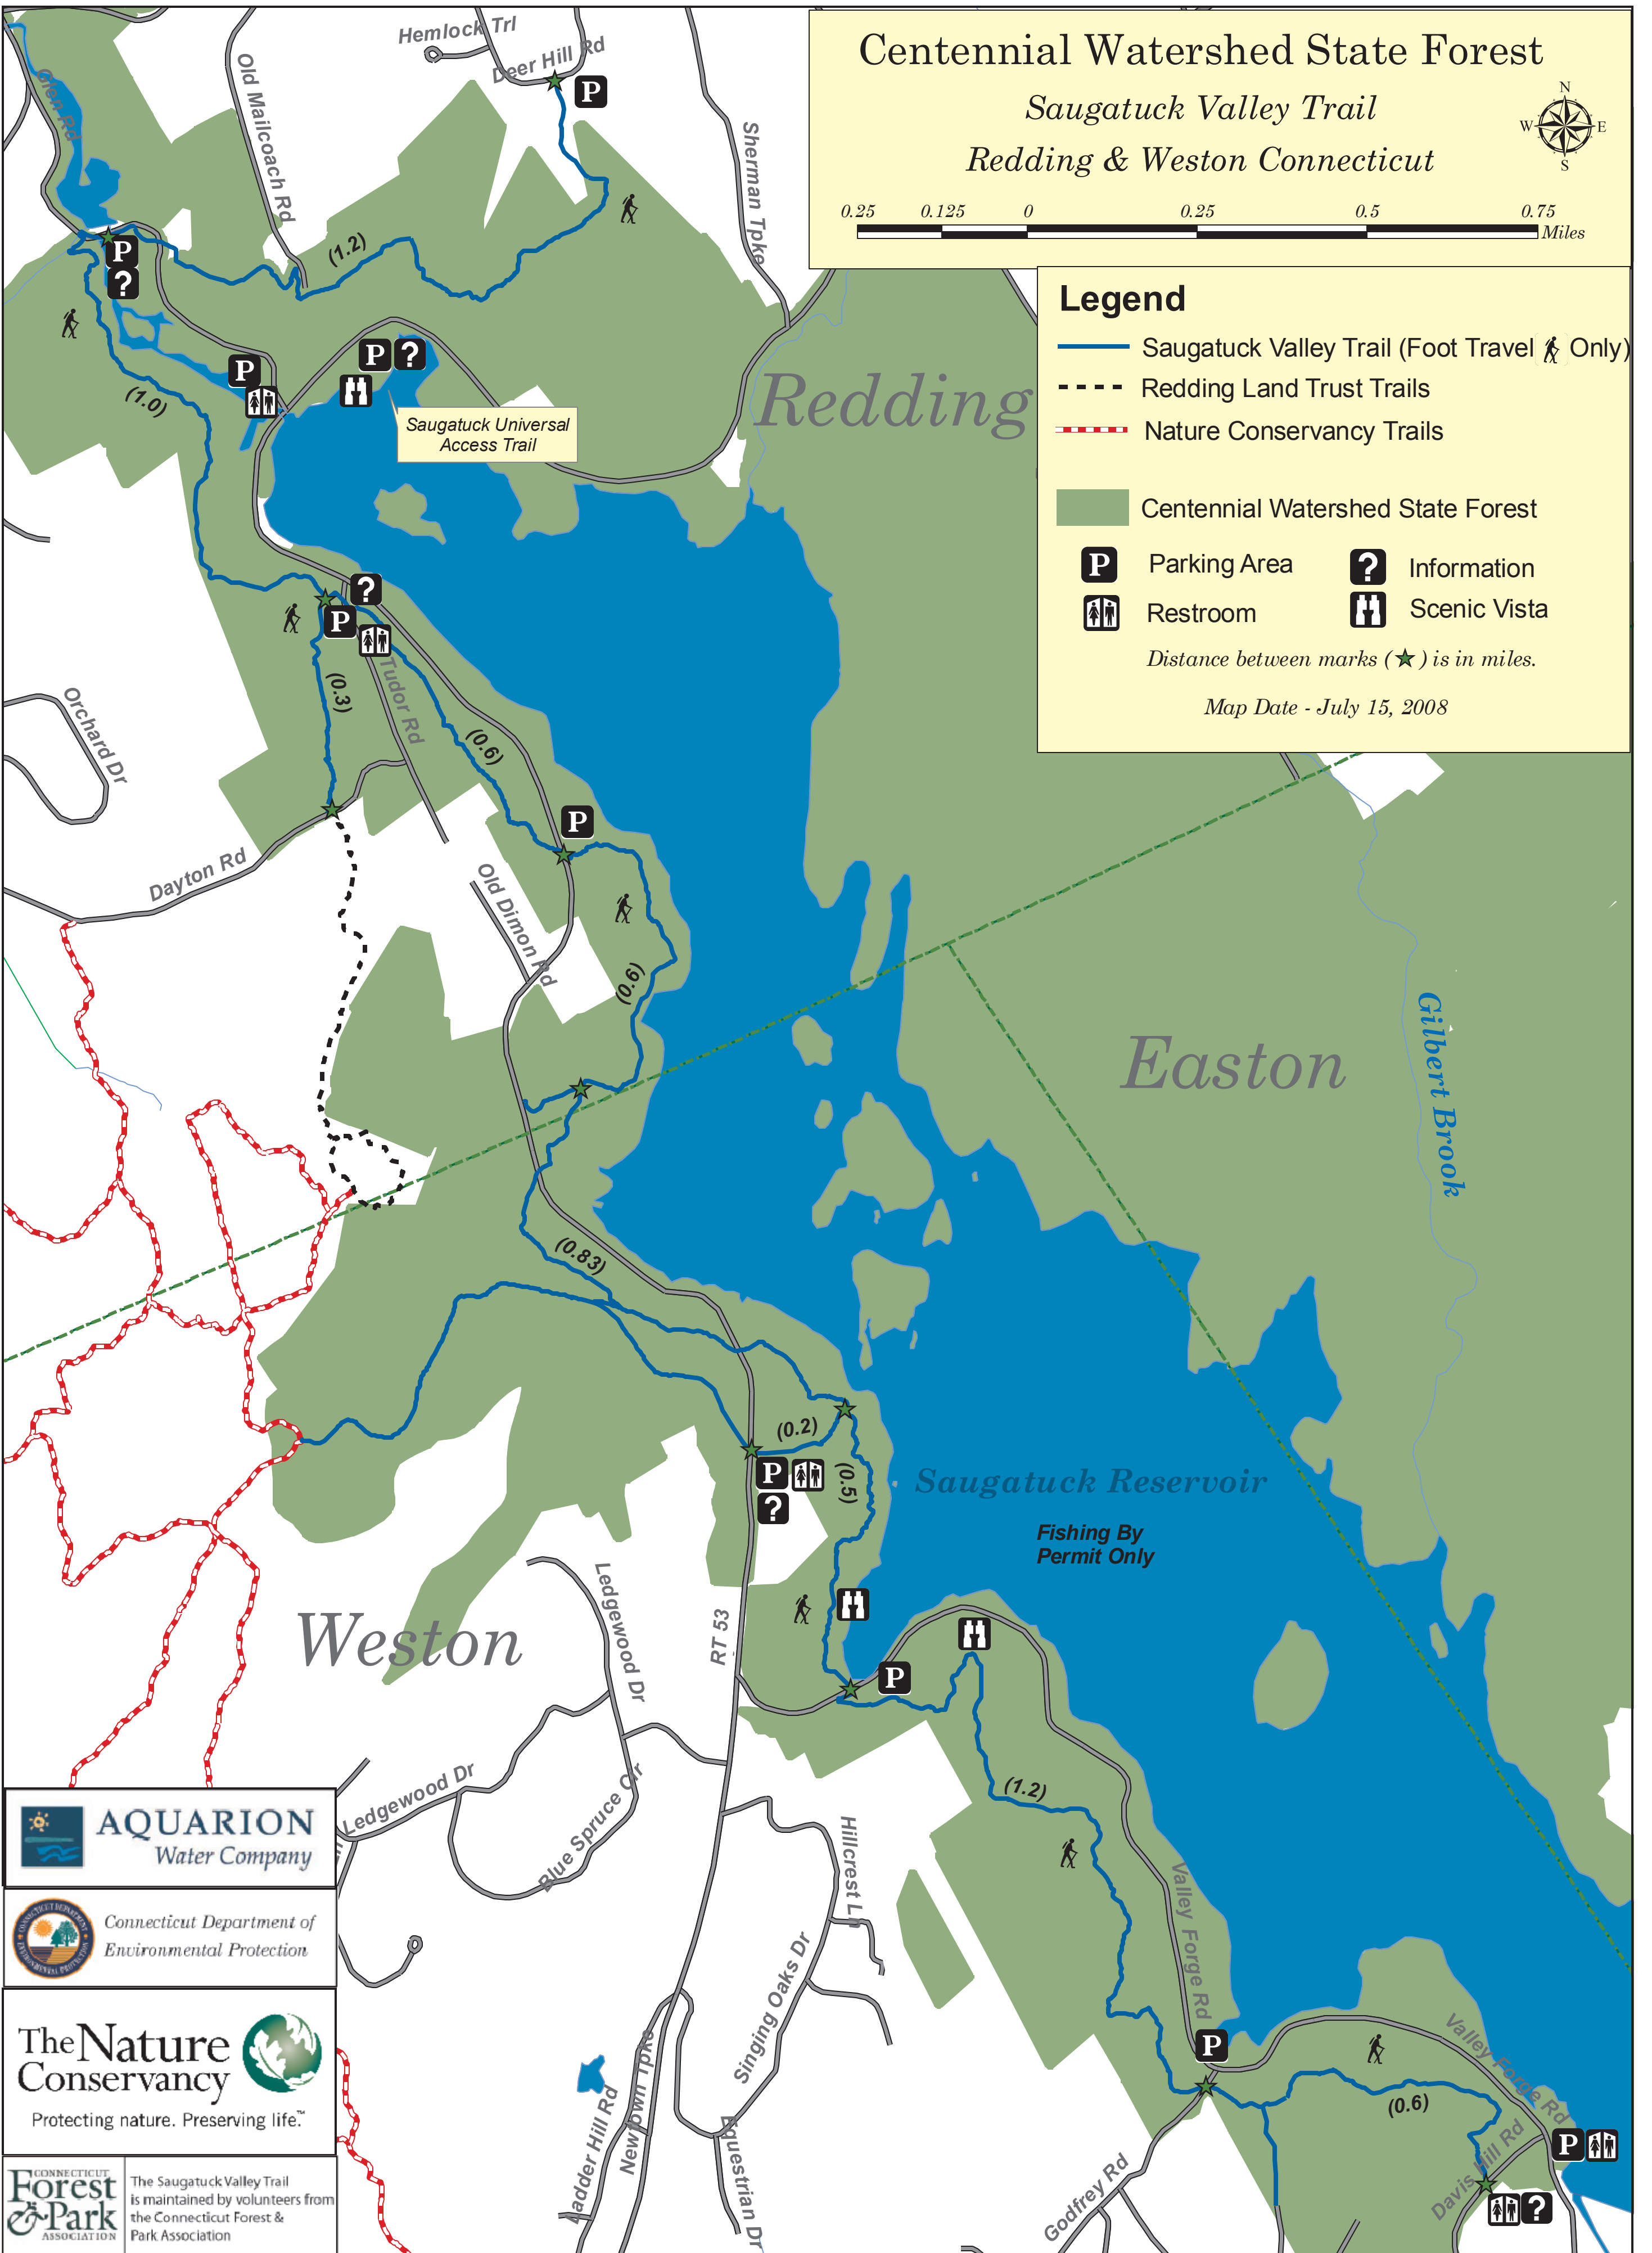 Centennial Watershed State Forest
Saugatuck Valley Trail
Redding & Weston Connecticut
N
W
E
S
0.25
0.125
0
0.25
0.5
0.75
Miles
Legend
Saugatuck Valley Trail (Foot Travel Only)
Redding Land Trust Trails
Nature Conservancy Trails
Centennial Watershed State Forest
P Parking Area
? Information
Restroom
Scenic Vista
Distance between marks ( ) is in miles.
Map Date - July 15, 2008
Hemlock Trl
Deer Hill Rd
P
Glen Rd
Old Mailcoach Rd
Sherman Tpke
(1.2)
P
?
(1.0)
P
P
?
Saugatuck Universal
Access Trail
Redding
?
P
Tudor Rd
(0.3)
(0.6)
Orchard Dr
P
Dayton Rd
Old Dimon Rd
(0.6)
Easton
Gilbert Brook
(0.83)
(0.2)
P
?
(0.5)
Saugatuck Reservoir
Fishing By
Permit Only
Weston
Ledgewood Dr
RT 53
P
(1.2)
Ledgewood Dr
Blue Spruce Cir
Hillcrest Ln
Valley Forge Rd
Singing Oaks Dr
P
Valley Forge Rd
(0.6)
P
Davis Hill Rd
?
Godfrey Rd
Newtown Tpke
Ladder Hill Rd
Equestrian Dr
AQUARION
Water Company
Connecticut Department of
Environmental Protection
The Nature
Conservancy
Protecting nature. Preserving life.™
CONNECTICUT
Forest
& Park
ASSOCIATION
The Saugatuck Valley Trail
is maintained by volunteers from
the Connecticut Forest &
Park Association